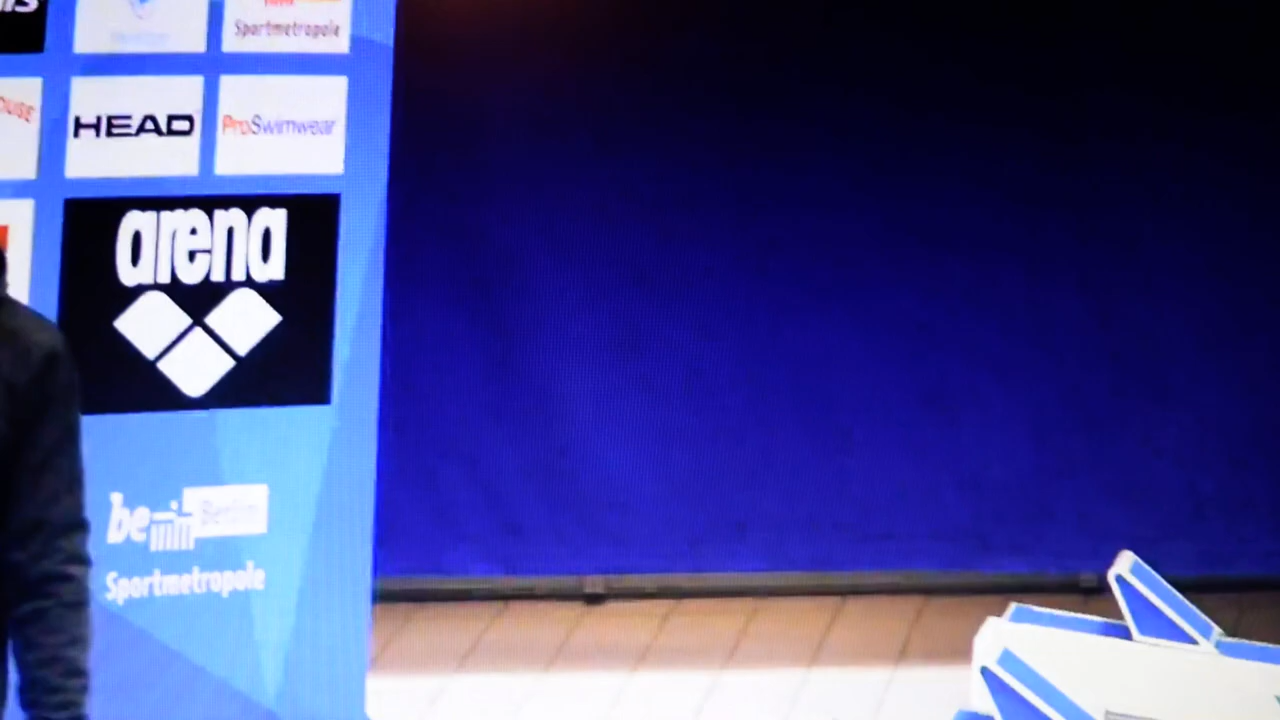 Sportmetropole
HEAD
ProSwimwear
arena
be Berlin
Sportmetropole